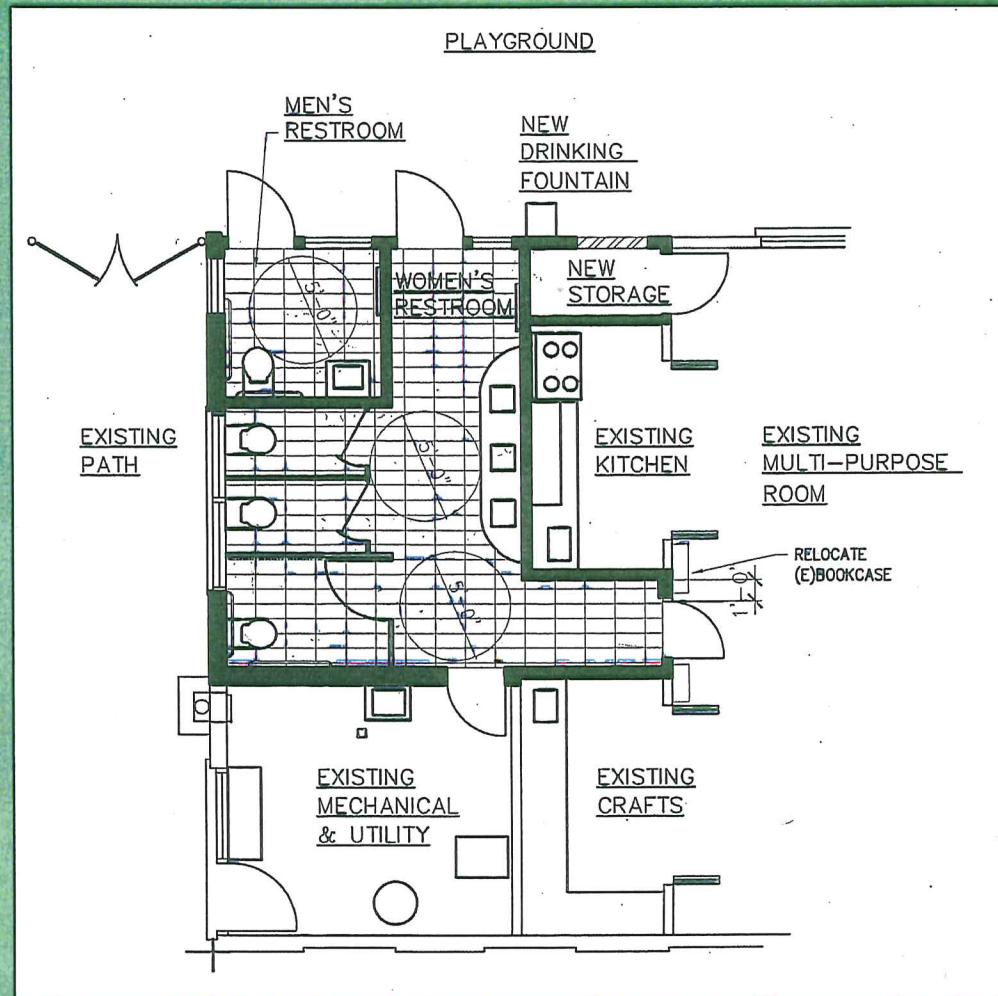 PLAYGROUND
MEN'S
RESTROOM
NEW
DRINKING
FOUNTAIN
5'-0"
WOMEN'S
RESTROOM
NEW
STORAGE
EXISTING
PATH
5'-0"
EXISTING
KITCHEN
EXISTING
MULTI-PURPOSE
ROOM
RELOCATE
(E)BOOKCASE
1'-0"
5'-0"
EXISTING
MECHANICAL
& UTILITY
EXISTING
CRAFTS